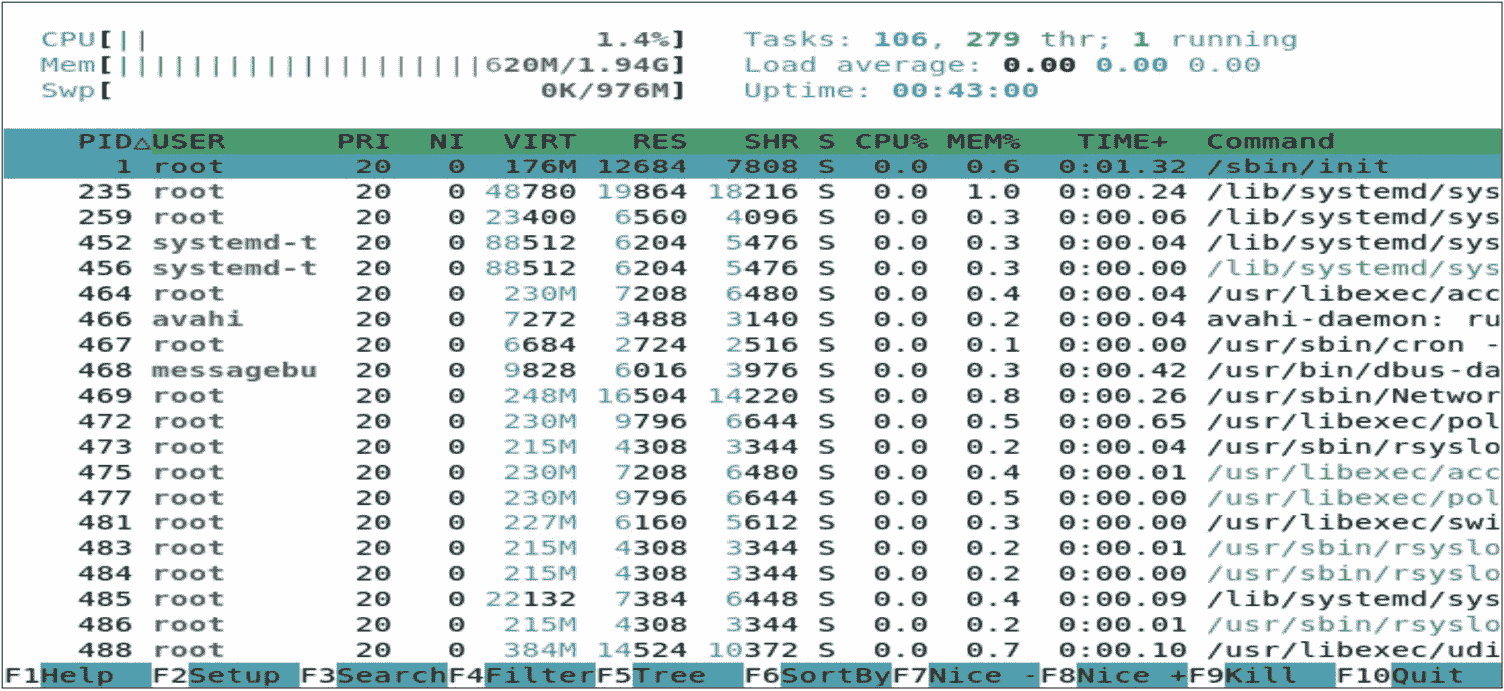 CPU[|| 1.4%] Tasks: 106, 279 thr; 1 running
Mem[||||||||||||||||||||620M/1.94G] Load average: 0.00 0.00 0.00
Swp[ 0K/976M] Uptime: 00:43:00
PID△USER PRI NI VIRT RES SHR S CPU% MEM% TIME+ Command
1 root 20 0 176M 12684 7808 S 0.0 0.6 0:01.32 /sbin/init
235 root 20 0 48780 19864 18216 S 0.0 1.0 0:00.24 /lib/systemd/sys
259 root 20 0 23400 6560 4096 S 0.0 0.3 0:00.06 /lib/systemd/sys
452 systemd-t 20 0 88512 6204 5476 S 0.0 0.3 0:00.04 /lib/systemd/sys
456 systemd-t 20 0 88512 6204 5476 S 0.0 0.3 0:00.00 /lib/systemd/sys
464 root 20 0 230M 7208 6480 S 0.0 0.4 0:00.04 /usr/libexec/acc
466 avahi 20 0 7272 3488 3140 S 0.0 0.2 0:00.04 avahi-daemon: ru
467 root 20 0 6684 2724 2516 S 0.0 0.1 0:00.00 /usr/sbin/cron -
468 messagebu 20 0 9828 6016 3976 S 0.0 0.3 0:00.42 /usr/bin/dbus-da
469 root 20 0 248M 16504 14220 S 0.0 0.8 0:00.26 /usr/sbin/Networ
472 root 20 0 230M 9796 6644 S 0.0 0.5 0:00.65 /usr/libexec/pol
473 root 20 0 215M 4308 3344 S 0.0 0.2 0:00.04 /usr/sbin/rsyslo
475 root 20 0 230M 7208 6480 S 0.0 0.4 0:00.01 /usr/libexec/acc
477 root 20 0 230M 9796 6644 S 0.0 0.5 0:00.00 /usr/libexec/pol
481 root 20 0 227M 6160 5612 S 0.0 0.3 0:00.00 /usr/libexec/swi
483 root 20 0 215M 4308 3344 S 0.0 0.2 0:00.01 /usr/sbin/rsyslo
484 root 20 0 215M 4308 3344 S 0.0 0.2 0:00.00 /usr/sbin/rsyslo
485 root 20 0 22132 7384 6448 S 0.0 0.4 0:00.09 /lib/systemd/sys
486 root 20 0 215M 4308 3344 S 0.0 0.2 0:00.01 /usr/sbin/rsyslo
488 root 20 0 384M 14524 10372 S 0.0 0.7 0:00.10 /usr/libexec/udi
F1Help F2Setup F3SearchF4FilterF5Tree F6SortByF7Nice -F8Nice +F9Kill F10Quit